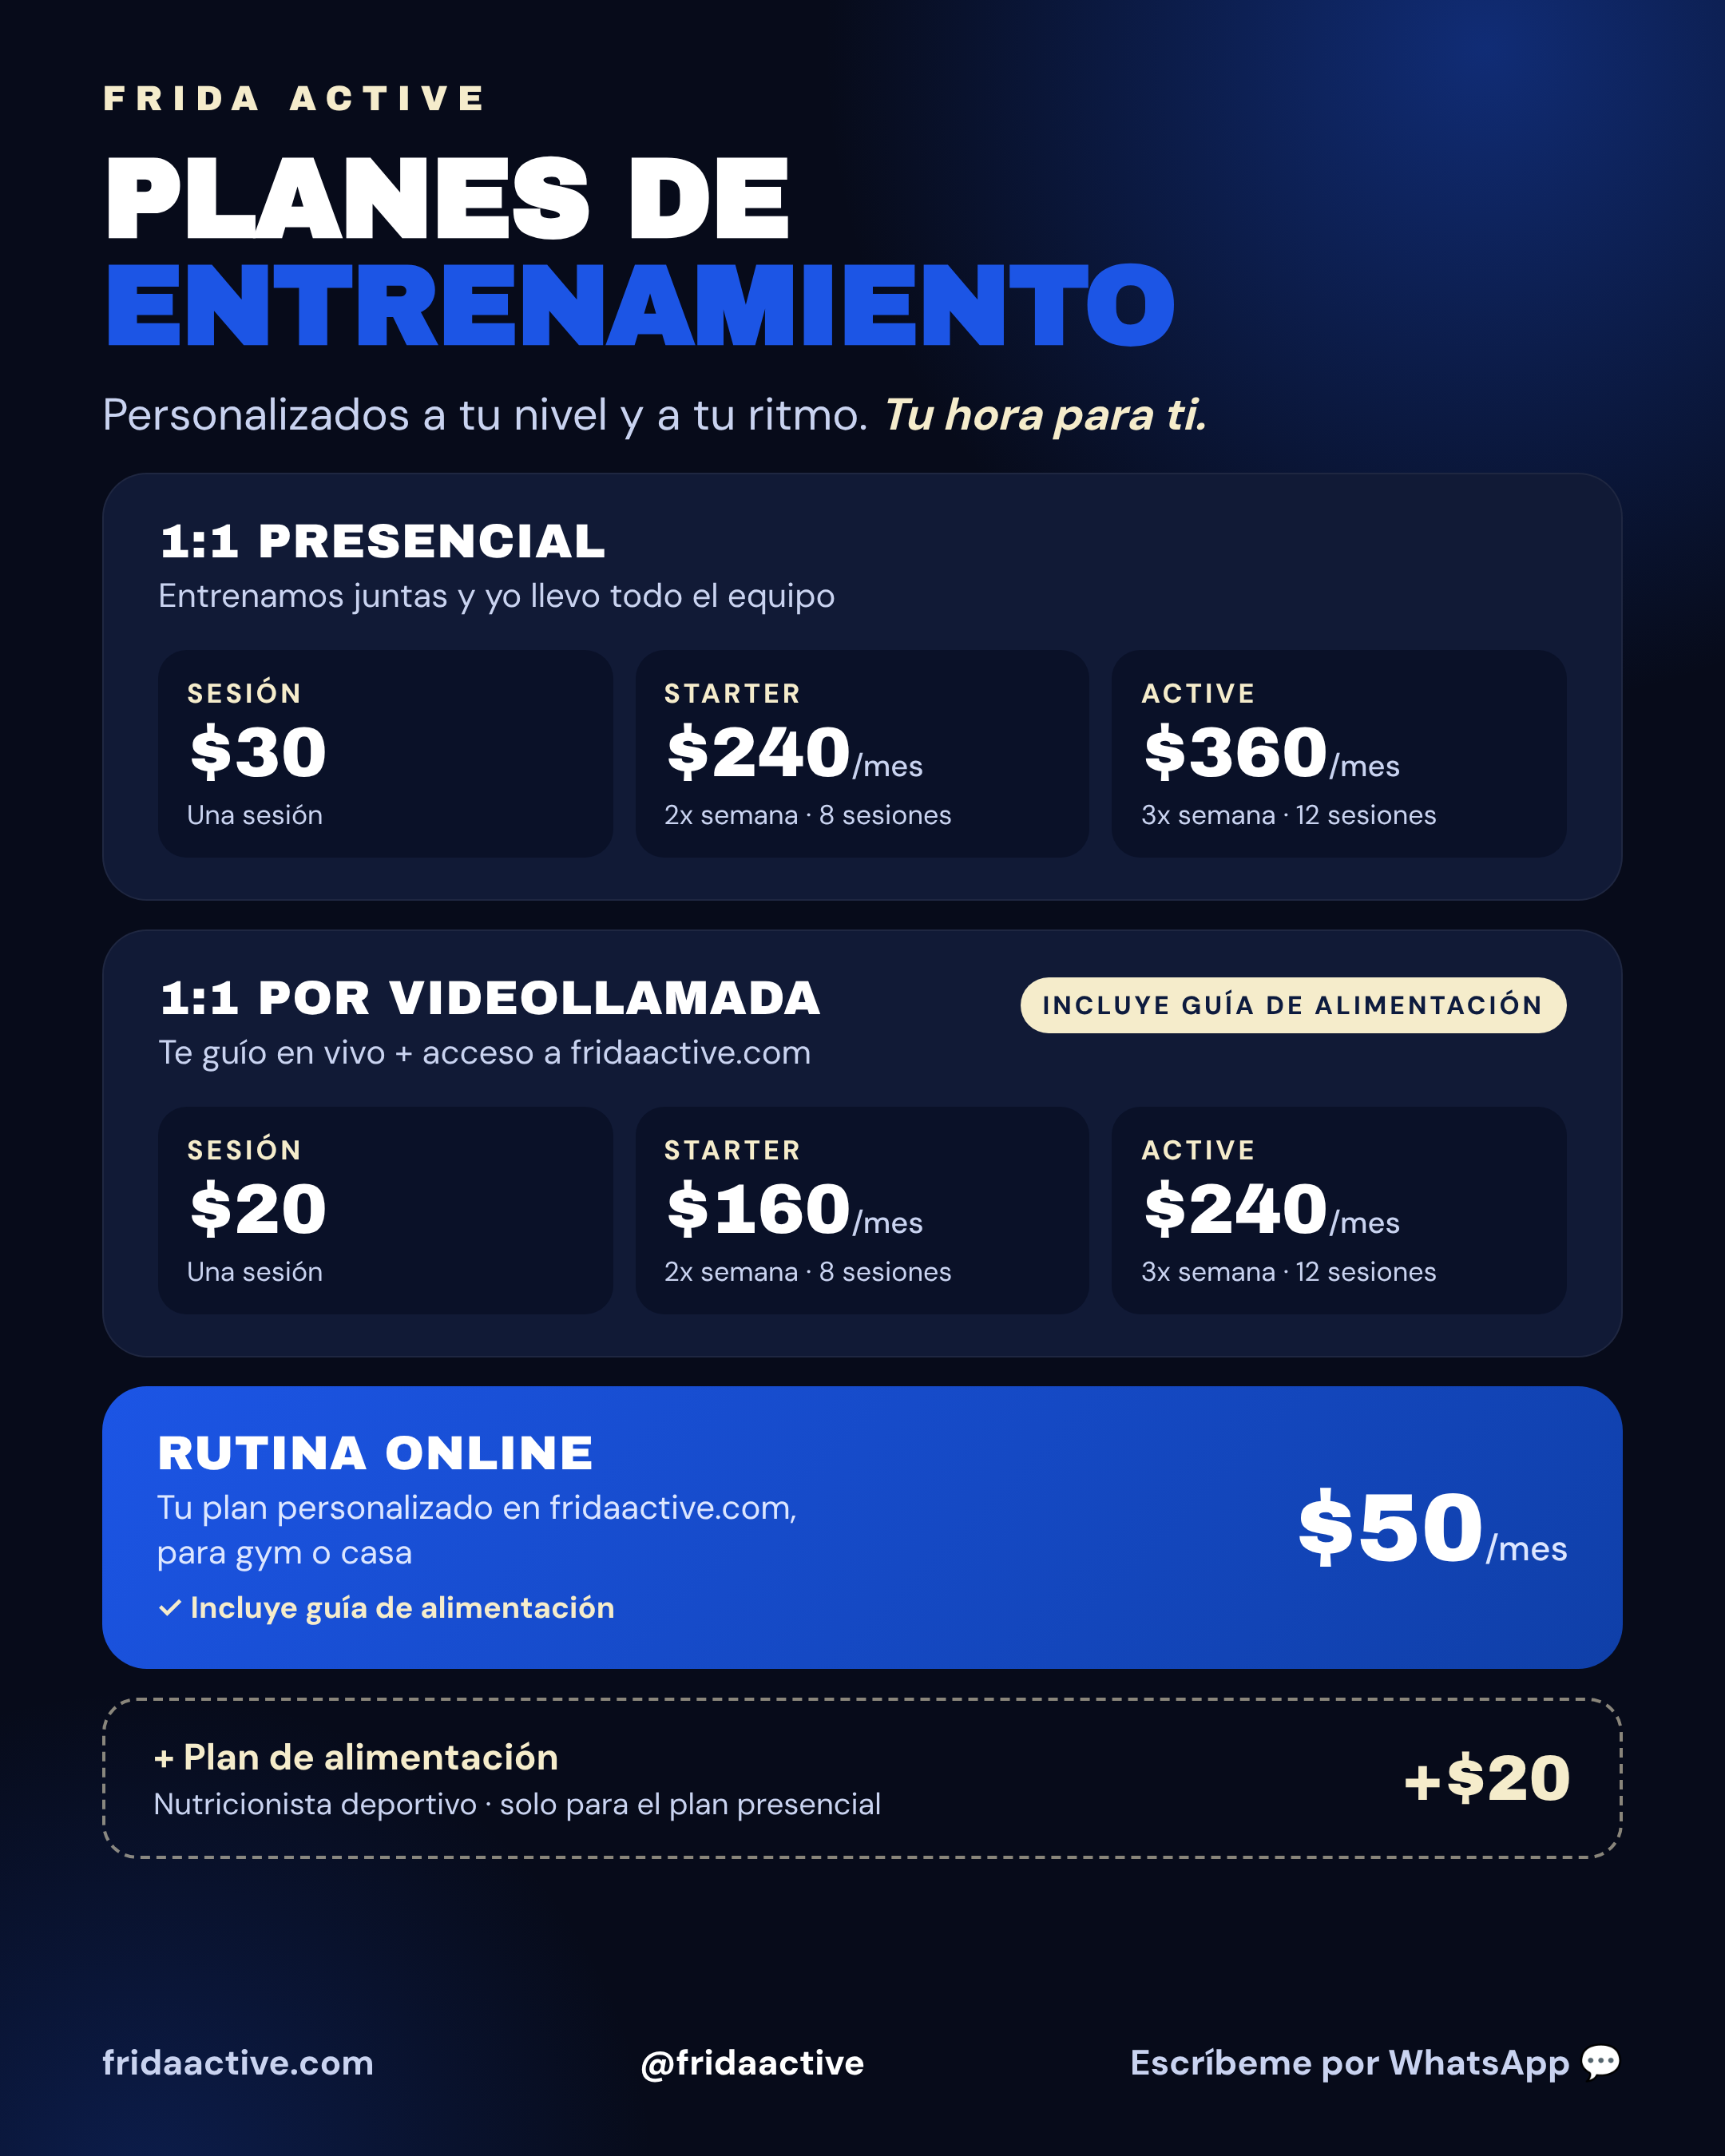 FRIDA ACTIVE
PLANES DE
ENTRENAMIENTO
Personalizados a tu nivel y a tu ritmo. Tu hora para ti.
1:1 PRESENCIAL
Entrenamos juntas y yo llevo todo el equipo
SESIÓN
$30
Una sesión
STARTER
$240/mes
2x semana · 8 sesiones
ACTIVE
$360/mes
3x semana · 12 sesiones
1:1 POR VIDEOLLAMADA
INCLUYE GUÍA DE ALIMENTACIÓN
Te guío en vivo + acceso a fridaactive.com
SESIÓN
$20
Una sesión
STARTER
$160/mes
2x semana · 8 sesiones
ACTIVE
$240/mes
3x semana · 12 sesiones
RUTINA ONLINE
Tu plan personalizado en fridaactive.com,
para gym o casa
✓ Incluye guía de alimentación
$50/mes
+ Plan de alimentación
Nutricionista deportivo · solo para el plan presencial
+$20
fridaactive.com
@fridaactive
Escríbeme por WhatsApp 💬